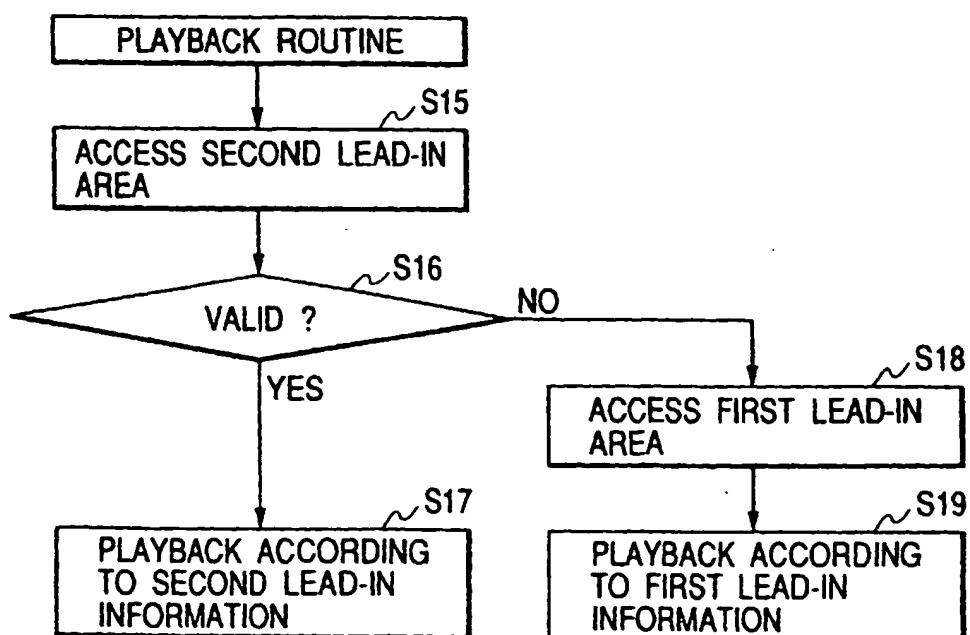 PLAYBACK ROUTINE
S15
ACCESS SECOND LEAD-IN
AREA
S16
VALID ?
NO
YES
S18
ACCESS FIRST LEAD-IN
AREA
S17
PLAYBACK ACCORDING
TO SECOND LEAD-IN
INFORMATION
S19
PLAYBACK ACCORDING
TO FIRST LEAD-IN
INFORMATION